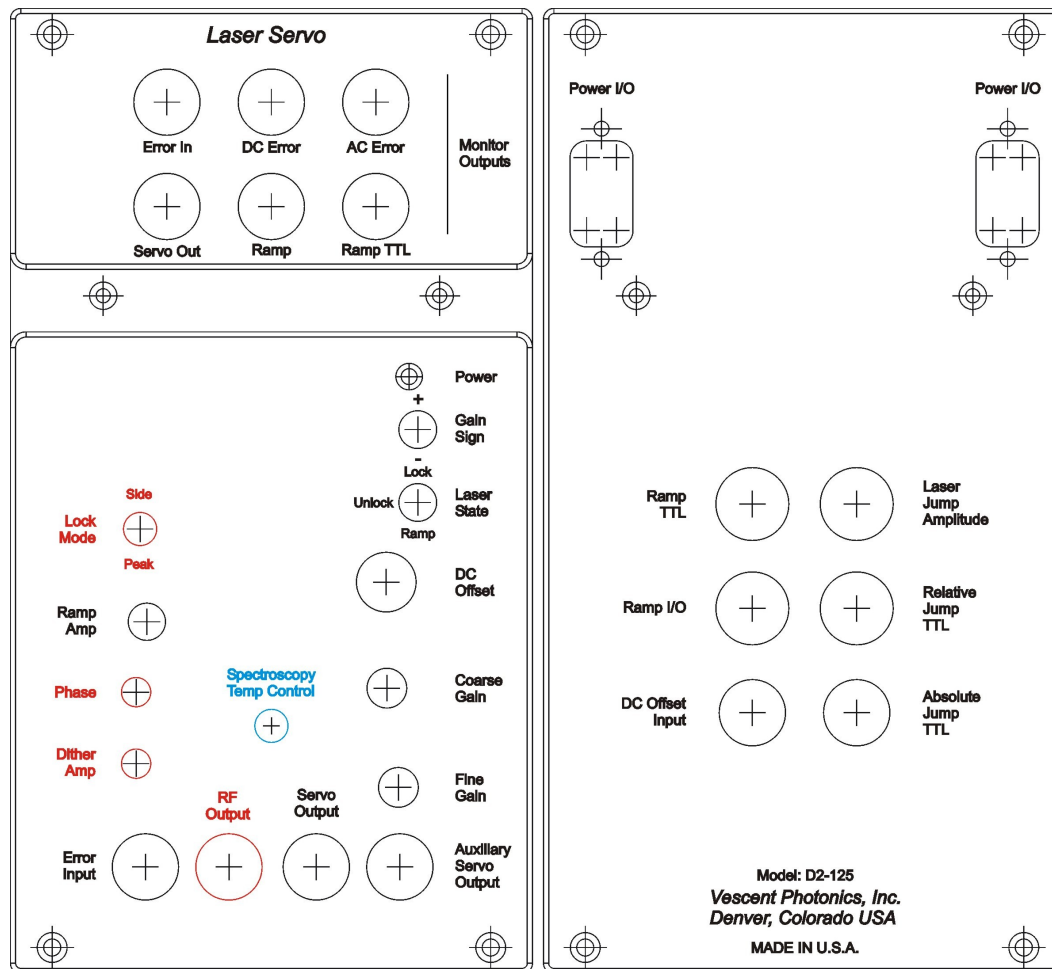 Laser Servo
Error In
DC Error
AC Error
Monitor
Outputs
Servo Out
Ramp
Ramp TTL
Power
+
Gain
Sign
-
Lock
Unlock
Laser
State
Ramp
Side
Lock
Mode
Peak
DC
Offset
Ramp
Amp
Phase
Spectroscopy
Temp Control
Coarse
Gain
Dither
Amp
Fine
Gain
RF
Output
Servo
Output
Error
Input
Auxiliary
Servo
Output
Power I/O
Power I/O
Ramp
TTL
Laser
Jump
Amplitude
Ramp I/O
Relative
Jump
TTL
DC Offset
Input
Absolute
Jump
TTL
Model: D2-125
Vescent Photonics, Inc.
Denver, Colorado USA
MADE IN U.S.A.